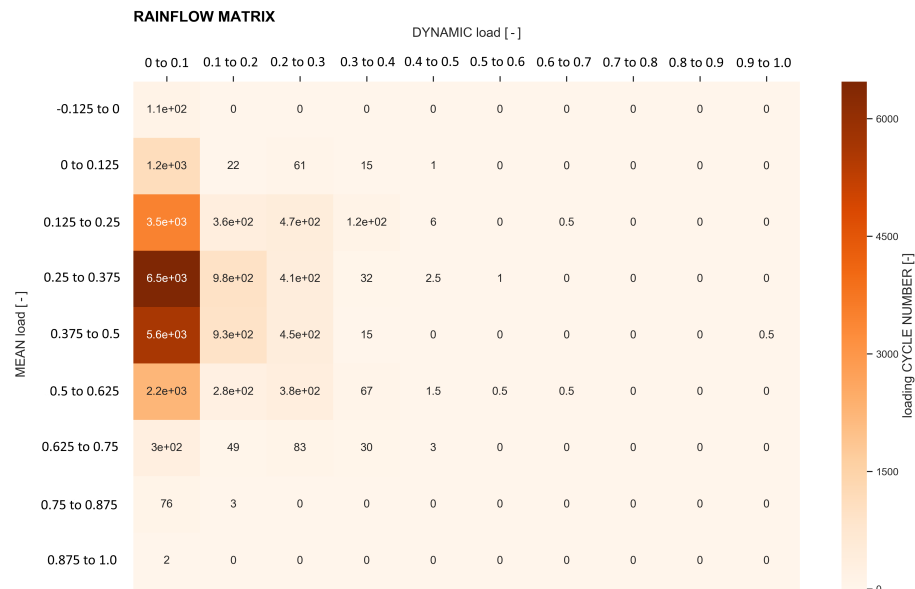 RAINFLOW MATRIX
DYNAMIC load [ - ]
0 to 0.1 0.1 to 0.2 0.2 to 0.3 0.3 to 0.4 0.4 to 0.5 0.5 to 0.6 0.6 to 0.7 0.7 to 0.8 0.8 to 0.9 0.9 to 1.0
-0.125 to 0 1.1e+02 0 0 0 0 0 0 0 0 0
0 to 0.125 1.2e+03 22 61 15 1 0 0 0 0 0
0.125 to 0.25 3.5e+03 3.6e+02 4.7e+02 1.2e+02 6 0 0.5 0 0 0
0.25 to 0.375 6.5e+03 9.8e+02 4.1e+02 32 2.5 1 0 0 0 0
0.375 to 0.5 5.6e+03 9.3e+02 4.5e+02 15 0 0 0 0 0 0.5
0.5 to 0.625 2.2e+03 2.8e+02 3.8e+02 67 1.5 0.5 0.5 0 0 0
0.625 to 0.75 3e+02 49 83 30 3 0 0 0 0 0
0.75 to 0.875 76 3 0 0 0 0 0 0 0 0
0.875 to 1.0 2 0 0 0 0 0 0 0 0 0
MEAN load [ - ]
6000
4500
3000
1500
0
loading CYCLE NUMBER [-]